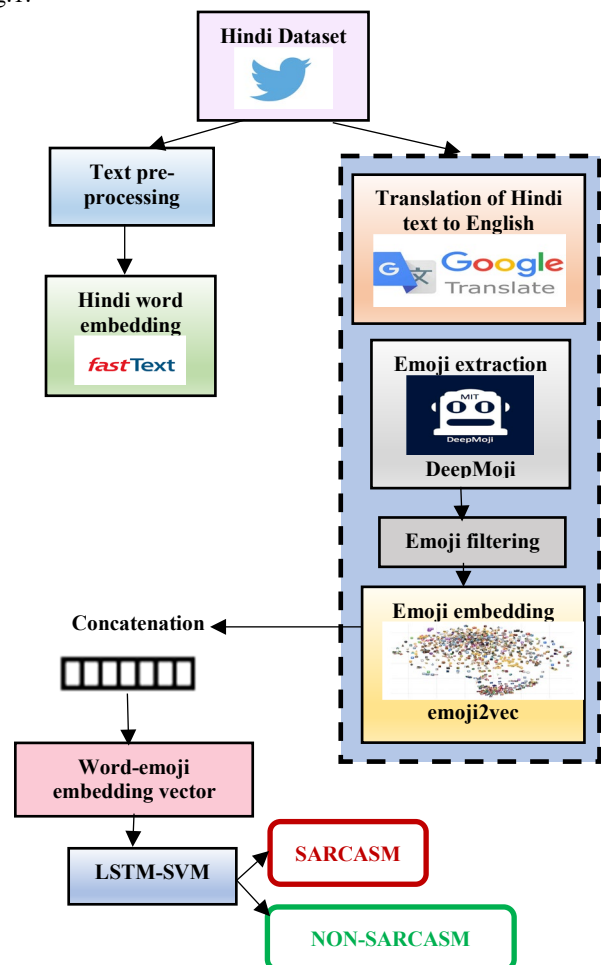 Hindi Dataset
Text pre-
processing
Hindi word
embedding
fastText
Translation of Hindi
text to English
G 文
Google
Translate
Emoji extraction
MIT
DeepMoji
DeepMoji
Emoji filtering
Emoji embedding
emoji2vec
Concatenation
Word-emoji
embedding vector
LSTM-SVM
SARCASM
NON-SARCASM